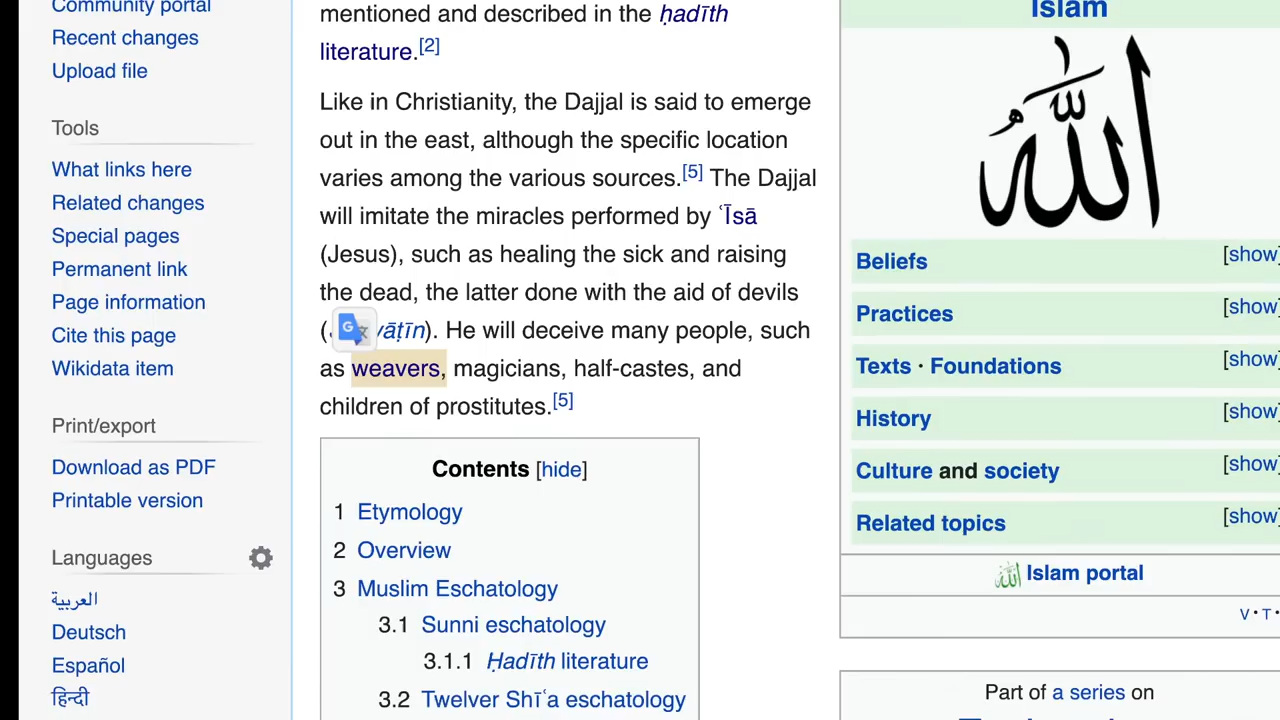 Community portal
Recent changes
Upload file
Tools
What links here
Related changes
Special pages
Permanent link
Page information
Cite this page
Wikidata item
Print/export
Download as PDF
Printable version
Languages
العربية
Deutsch
Español
हिन्दी
mentioned and described in the ḥadīth
literature.[2]
Like in Christianity, the Dajjal is said to emerge
out in the east, although the specific location
varies among the various sources.[5] The Dajjal
will imitate the miracles performed by ʿĪsā
(Jesus), such as healing the sick and raising
the dead, the latter done with the aid of devils
He will deceive many people, such
as weavers, magicians, half-castes, and
children of prostitutes.[5]
Contents [hide]
1 Etymology
2 Overview
3 Muslim Eschatology
3.1 Sunni eschatology
3.1.1 Ḥadīth literature
3.2 Twelver Shīʿa eschatology
Islam
الله
Beliefs [show]
Practices [show]
Texts · Foundations [show]
History [show]
Culture and society [show]
Related topics [show]
Islam portal
V · T ·
Part of a series on